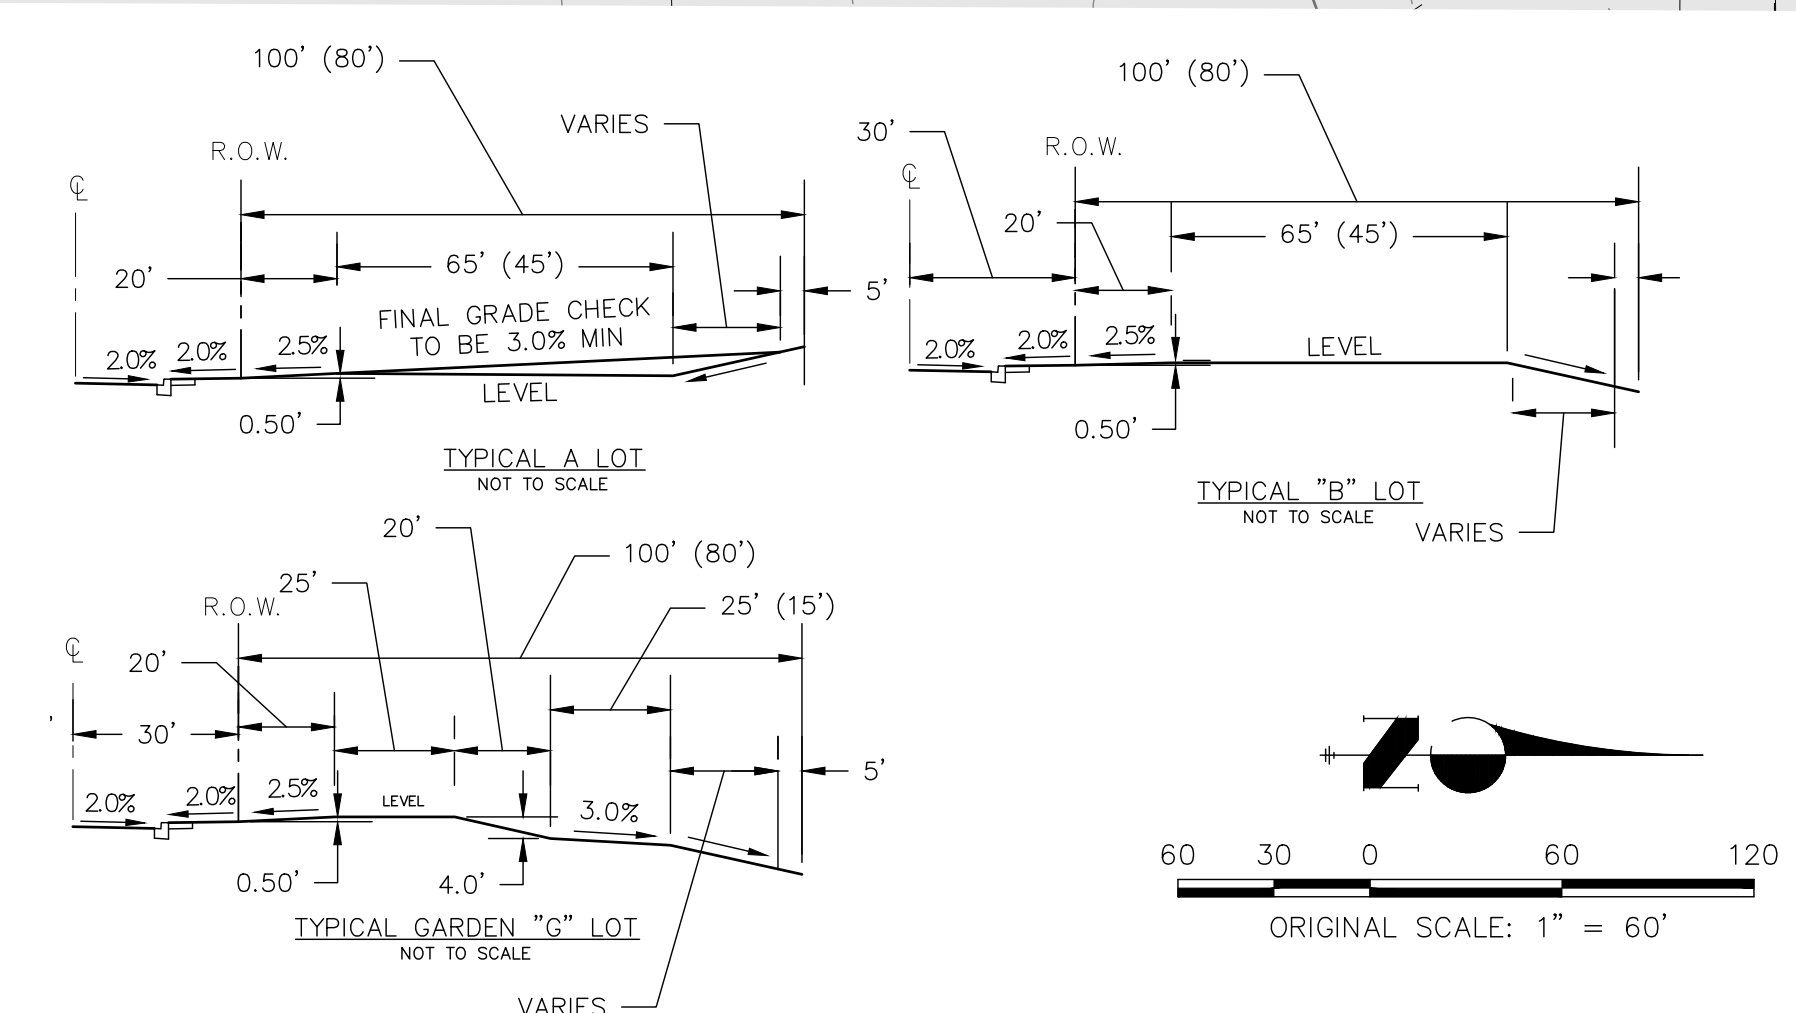 100' (80')
VARIES
R.O.W.
℄
20'
65' (45')
5'
FINAL GRADE CHECK
TO BE 3.0% MIN
2.0%
2.0%
2.5%
LEVEL
0.50'
TYPICAL A LOT
NOT TO SCALE
100' (80')
30'
R.O.W.
℄
20'
65' (45')
2.0%
2.0%
2.5%
LEVEL
0.50'
TYPICAL "B" LOT
NOT TO SCALE
VARIES
20'
100' (80')
25'
25' (15')
R.O.W.
℄
20'
'
30'
5'
2.0%
2.0%
2.5%
LEVEL
3.0%
0.50'
4.0'
TYPICAL GARDEN "G" LOT
NOT TO SCALE
VARIES
Z
60 30 0 60 120
ORIGINAL SCALE: 1" = 60'